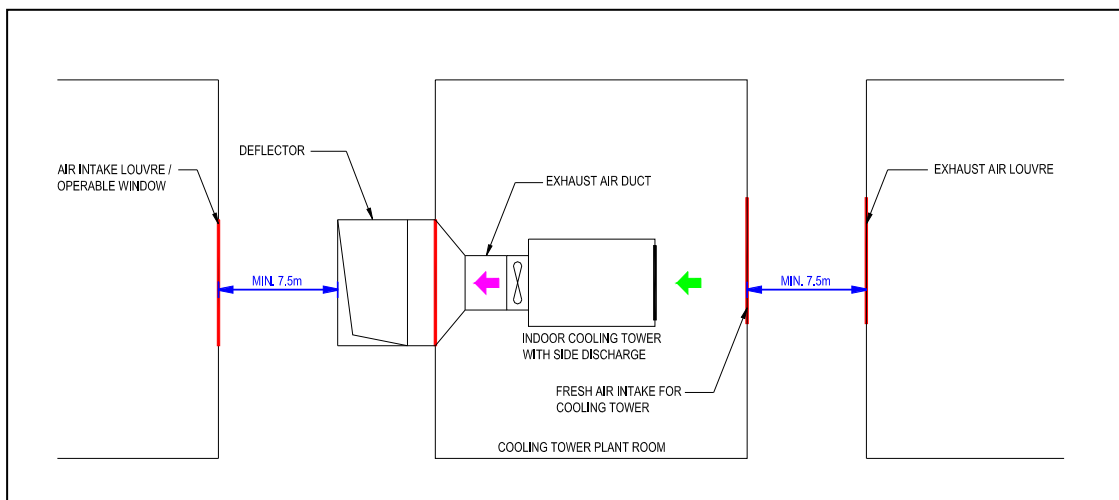 DEFLECTOR
AIR INTAKE LOUVRE /
OPERABLE WINDOW
EXHAUST AIR DUCT
EXHAUST AIR LOUVRE
MIN. 7.5m
MIN. 7.5m
INDOOR COOLING TOWER
WITH SIDE DISCHARGE
FRESH AIR INTAKE FOR
COOLING TOWER
COOLING TOWER PLANT ROOM